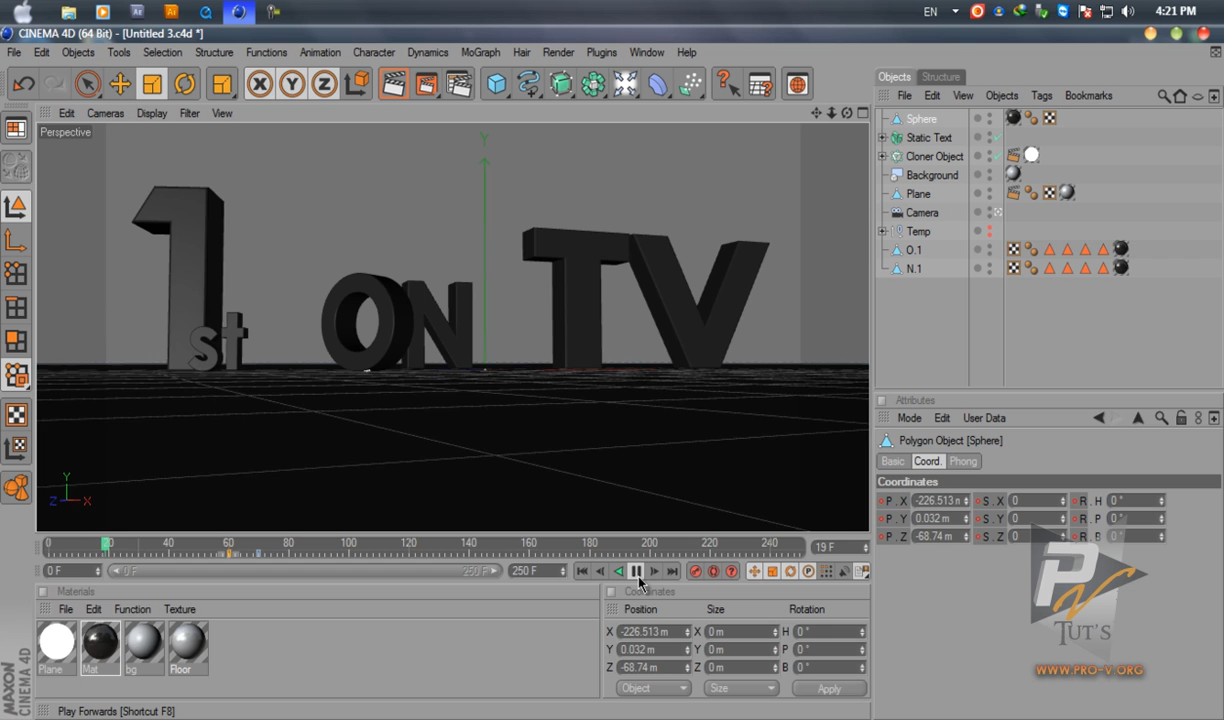 EN 4:21 PM
CINEMA 4D (64 Bit) - [Untitled 3.c4d *]
File Edit Objects Tools Selection Structure Functions Animation Character Dynamics MoGraph Hair Render Plugins Window Help
X Y Z
Edit Cameras Display Filter View
Perspective
Y
1st ON TV
Y
Z X
0 20 40 60 80 100 120 140 160 180 200 220 240 19 F
0 F 0 F 250 F 250 F
Materials
File Edit Function Texture
Plane Mat bg Floor
Coordinates
Position Size Rotation
X -226.513 m X 0 m H 0 °
Y 0.032 m Y 0 m P 0 °
Z -68.74 m Z 0 m B 0 °
Object Size Apply
MAXON
CINEMA 4D
Play Forwards [Shortcut F8]
Objects Structure
File Edit View Objects Tags Bookmarks
Sphere
Static Text
Cloner Object
Background
Plane
Camera
Temp
O.1
N.1
Attributes
Mode Edit User Data
Polygon Object [Sphere]
Basic Coord. Phong
Coordinates
P . X -226.513 m S . X 0 R . H 0 °
P . Y 0.032 m S . Y 0 R . P 0 °
P . Z -68.74 m S . Z 0 R . B 0 °
PV
TUT'S
WWW.PRO-V.ORG